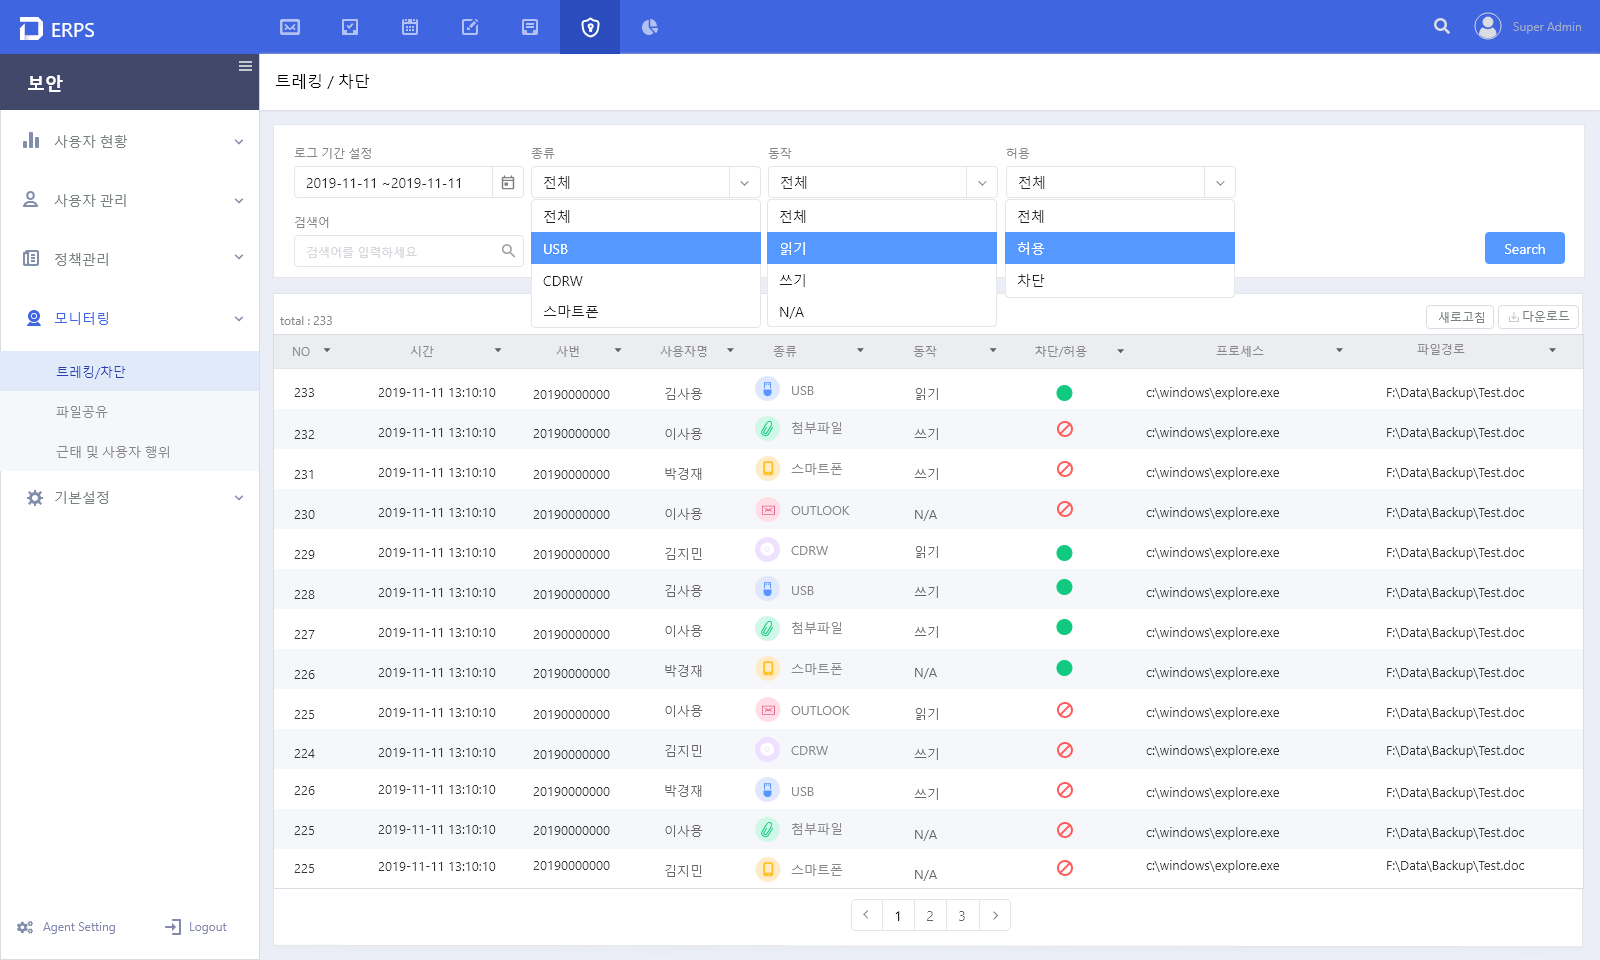 ERPS
Super Admin
보안
트레킹 / 차단
사용자 현황
사용자 관리
정책관리
모니터링
트레킹/차단
파일공유
근태 및 사용자 행위
기본설정
Agent Setting
Logout
로그 기간 설정 종류 동작 허용
2019-11-11 ~2019-11-11 전체 전체 전체
검색어 전체 전체 전체
검색어를 입력하세요 USB 읽기 허용 Search
CDRW 쓰기 차단
스마트폰 N/A
total : 233 새로고침 다운로드
NO 시간 사번 사용자명 종류 동작 차단/허용 프로세스 파일경로
233 2019-11-11 13:10:10 20190000000 김사용 USB 읽기 c:\windows\explore.exe F:\Data\Backup\Test.doc
232 2019-11-11 13:10:10 20190000000 이사용 첨부파일 쓰기 c:\windows\explore.exe F:\Data\Backup\Test.doc
231 2019-11-11 13:10:10 20190000000 박경재 스마트폰 쓰기 c:\windows\explore.exe F:\Data\Backup\Test.doc
230 2019-11-11 13:10:10 20190000000 이사용 OUTLOOK N/A c:\windows\explore.exe F:\Data\Backup\Test.doc
229 2019-11-11 13:10:10 20190000000 김지민 CDRW 읽기 c:\windows\explore.exe F:\Data\Backup\Test.doc
228 2019-11-11 13:10:10 20190000000 김사용 USB 쓰기 c:\windows\explore.exe F:\Data\Backup\Test.doc
227 2019-11-11 13:10:10 20190000000 이사용 첨부파일 쓰기 c:\windows\explore.exe F:\Data\Backup\Test.doc
226 2019-11-11 13:10:10 20190000000 박경재 스마트폰 N/A c:\windows\explore.exe F:\Data\Backup\Test.doc
225 2019-11-11 13:10:10 20190000000 이사용 OUTLOOK 읽기 c:\windows\explore.exe F:\Data\Backup\Test.doc
224 2019-11-11 13:10:10 20190000000 김지민 CDRW 쓰기 c:\windows\explore.exe F:\Data\Backup\Test.doc
226 2019-11-11 13:10:10 20190000000 박경재 USB 쓰기 c:\windows\explore.exe F:\Data\Backup\Test.doc
225 2019-11-11 13:10:10 20190000000 이사용 첨부파일 N/A c:\windows\explore.exe F:\Data\Backup\Test.doc
225 2019-11-11 13:10:10 20190000000 김지민 스마트폰 N/A c:\windows\explore.exe F:\Data\Backup\Test.doc
1 2 3